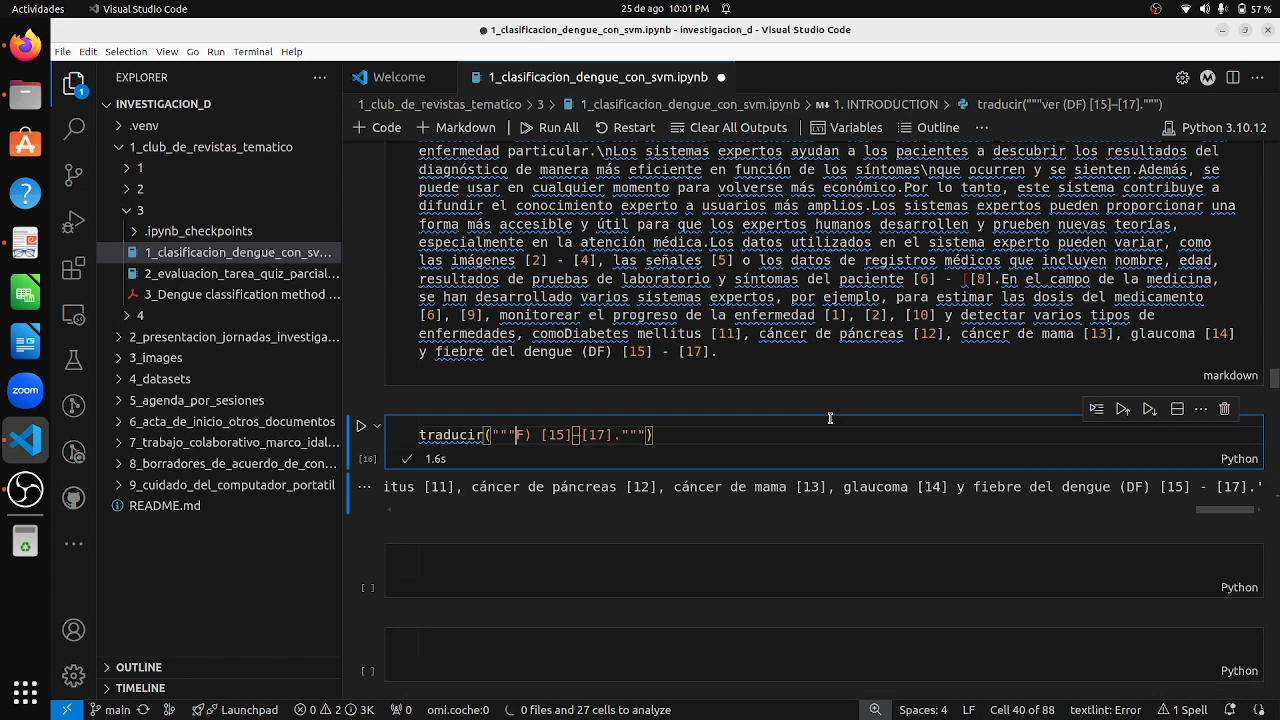 Actividades
Visual Studio Code
25 de ago 10:01 PM
57 %
1_clasificacion_dengue_con_svm.ipynb - investigacion_d - Visual Studio Code
File Edit Selection View Go Run Terminal Help
EXPLORER
Welcome
1_clasificacion_dengue_con_svm.ipynb
INVESTIGACION_D
1_club_de_revistas_tematico > 3 > 1_clasificacion_dengue_con_svm.ipynb > 1. INTRODUCTION > traducir("""ver (DF) [15]–[17].""")
+ Code + Markdown Run All Restart Clear All Outputs Variables Outline ... Python 3.10.12
.venv
1_club_de_revistas_tematico
1
2
3
.ipynb_checkpoints
1_clasificacion_dengue_con_sv...
2_evaluacion_tarea_quiz_parcial...
3_Dengue classification method ...
4
2_presentacion_jornadas_investiga...
3_images
4_datasets
5_agenda_por_sesiones
6_acta_de_inicio_otros_documentos
7_trabajo_colaborativo_marco_idal...
8_borradores_de_acuerdo_de_con...
9_cuidado_del_computador_portatil
README.md
OUTLINE
TIMELINE
enfermedad particular.\nLos sistemas expertos ayudan a los pacientes a descubrir los resultados del
diagnóstico de manera más eficiente en función de los síntomas\nque ocurren y se sienten.Además, se
puede usar en cualquier momento para volverse más económico.Por lo tanto, este sistema contribuye a
difundir el conocimiento experto a usuarios más amplios.Los sistemas expertos pueden proporcionar una
forma más accesible y útil para que los expertos humanos desarrollen y prueben nuevas teorías,
especialmente en la atención médica.Los datos utilizados en el sistema experto pueden variar, como
las imágenes [2] - [4], las señales [5] o los datos de registros médicos que incluyen nombre, edad,
resultados de pruebas de laboratorio y síntomas del paciente [6] - [8].En el campo de la medicina,
se han desarrollado varios sistemas expertos, por ejemplo, para estimar las dosis del medicamento
[6], [9], monitorear el progreso de la enfermedad [1], [2], [10] y detectar varios tipos de
enfermedades, comoDiabetes mellitus [11], cáncer de páncreas [12], cáncer de mama [13], glaucoma [14]
y fiebre del dengue (DF) [15] - [17].
markdown
traducir("""F) [15]–[17].""")
[16]
1.6s
Python
itus [11], cáncer de páncreas [12], cáncer de mama [13], glaucoma [14] y fiebre del dengue (DF) [15] - [17].'
[ ]
Python
[ ]
Python
zoom
main Launchpad 0 2 3K 0 omi.coche:0 0 files and 27 cells to analyze Spaces: 4 LF Cell 40 of 88 textlint: Error 1 Spell